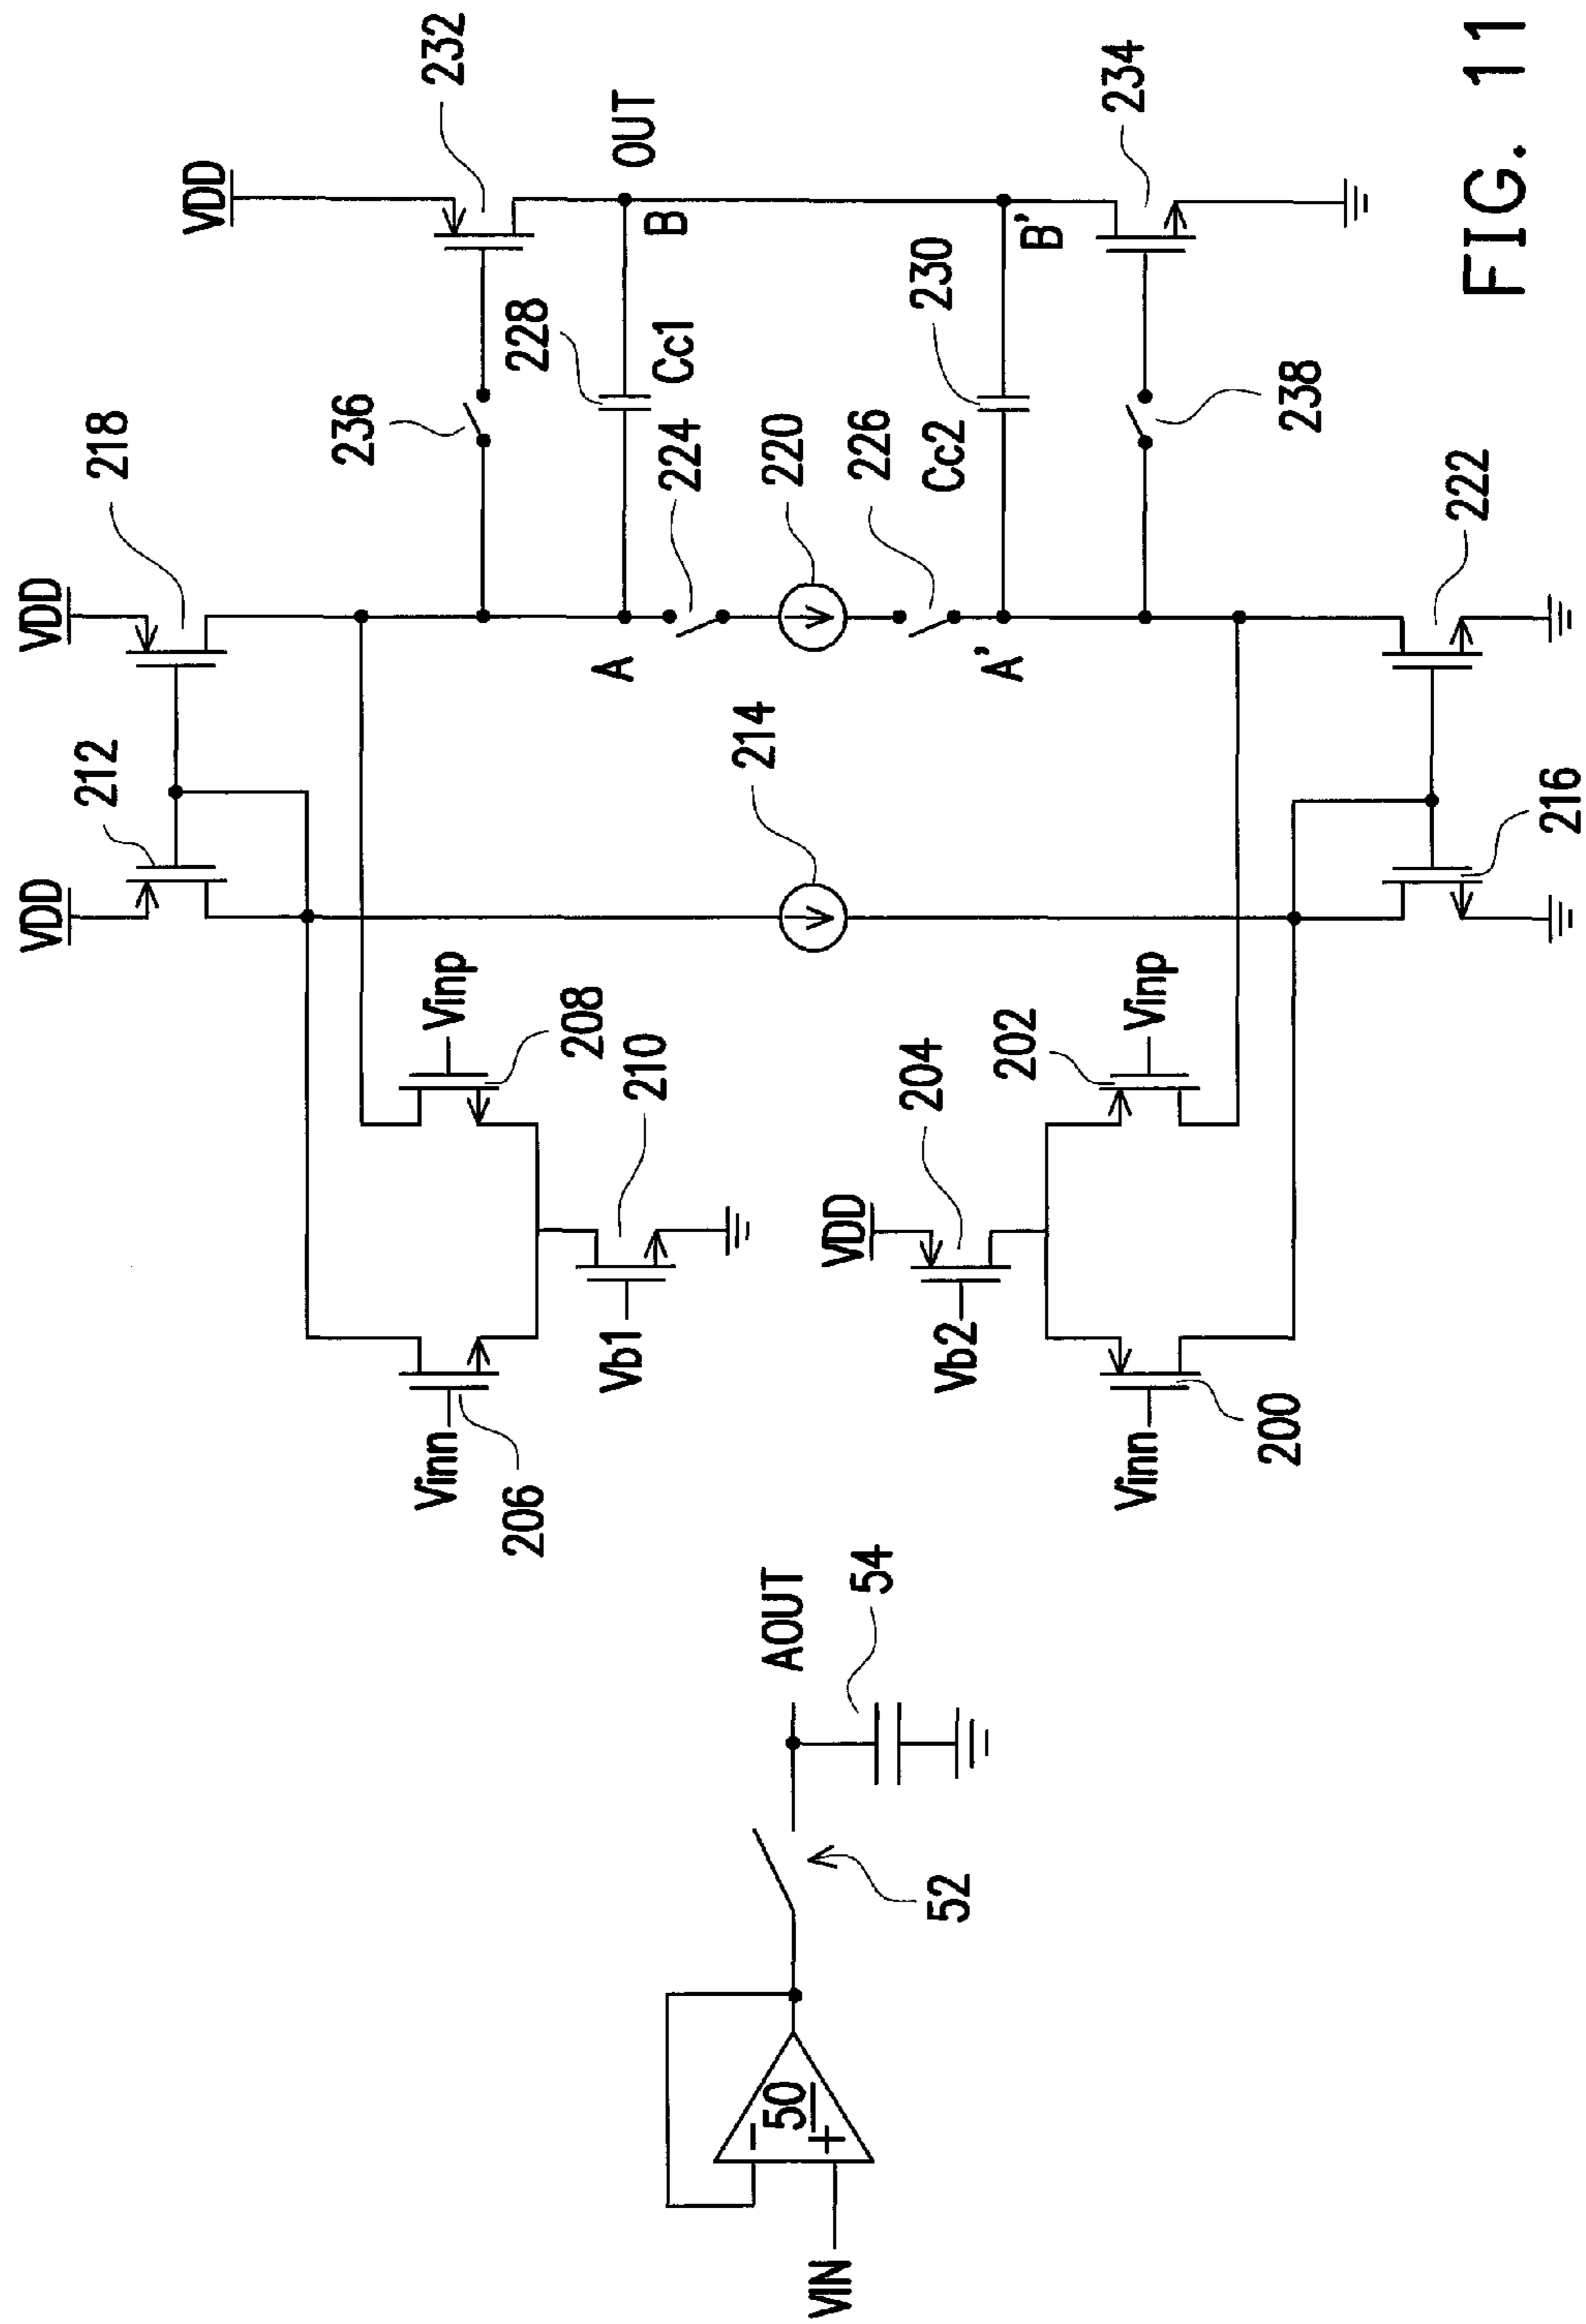 VIN
−
+
50
52
54
AOUT
VDD
VDD
VDD
212
218
232
236
228
Cc1
OUT
B
A
224
214
220
226
Cc2
230
A'
B'
238
234
222
216
Vinn
206
Vinp
208
210
Vb1
VDD
204
Vb2
Vinn
200
Vinp
202
FIG. 11